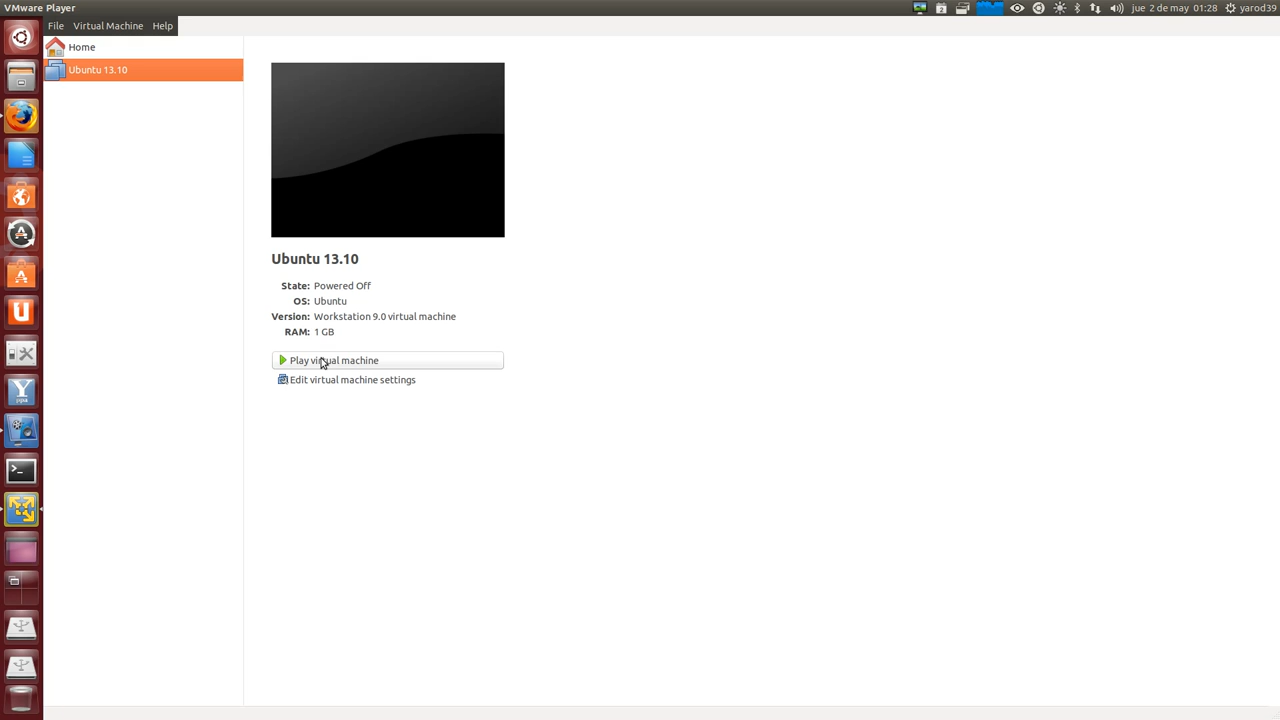 VMware Player
2
jue 2 de may 01:28
yarod39
File Virtual Machine Help
Home
Ubuntu 13.10
Ubuntu 13.10
State: Powered Off
OS: Ubuntu
Version: Workstation 9.0 virtual machine
RAM: 1 GB
Play virtual machine
Edit virtual machine settings